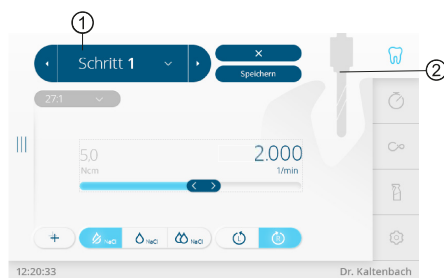 1
Schritt 1
×
Speichern
2
27:1
5,0
Ncm
2.000
1/min
NaCl
NaCl
NaCl
L
R
12:20:33
Dr. Kaltenbach